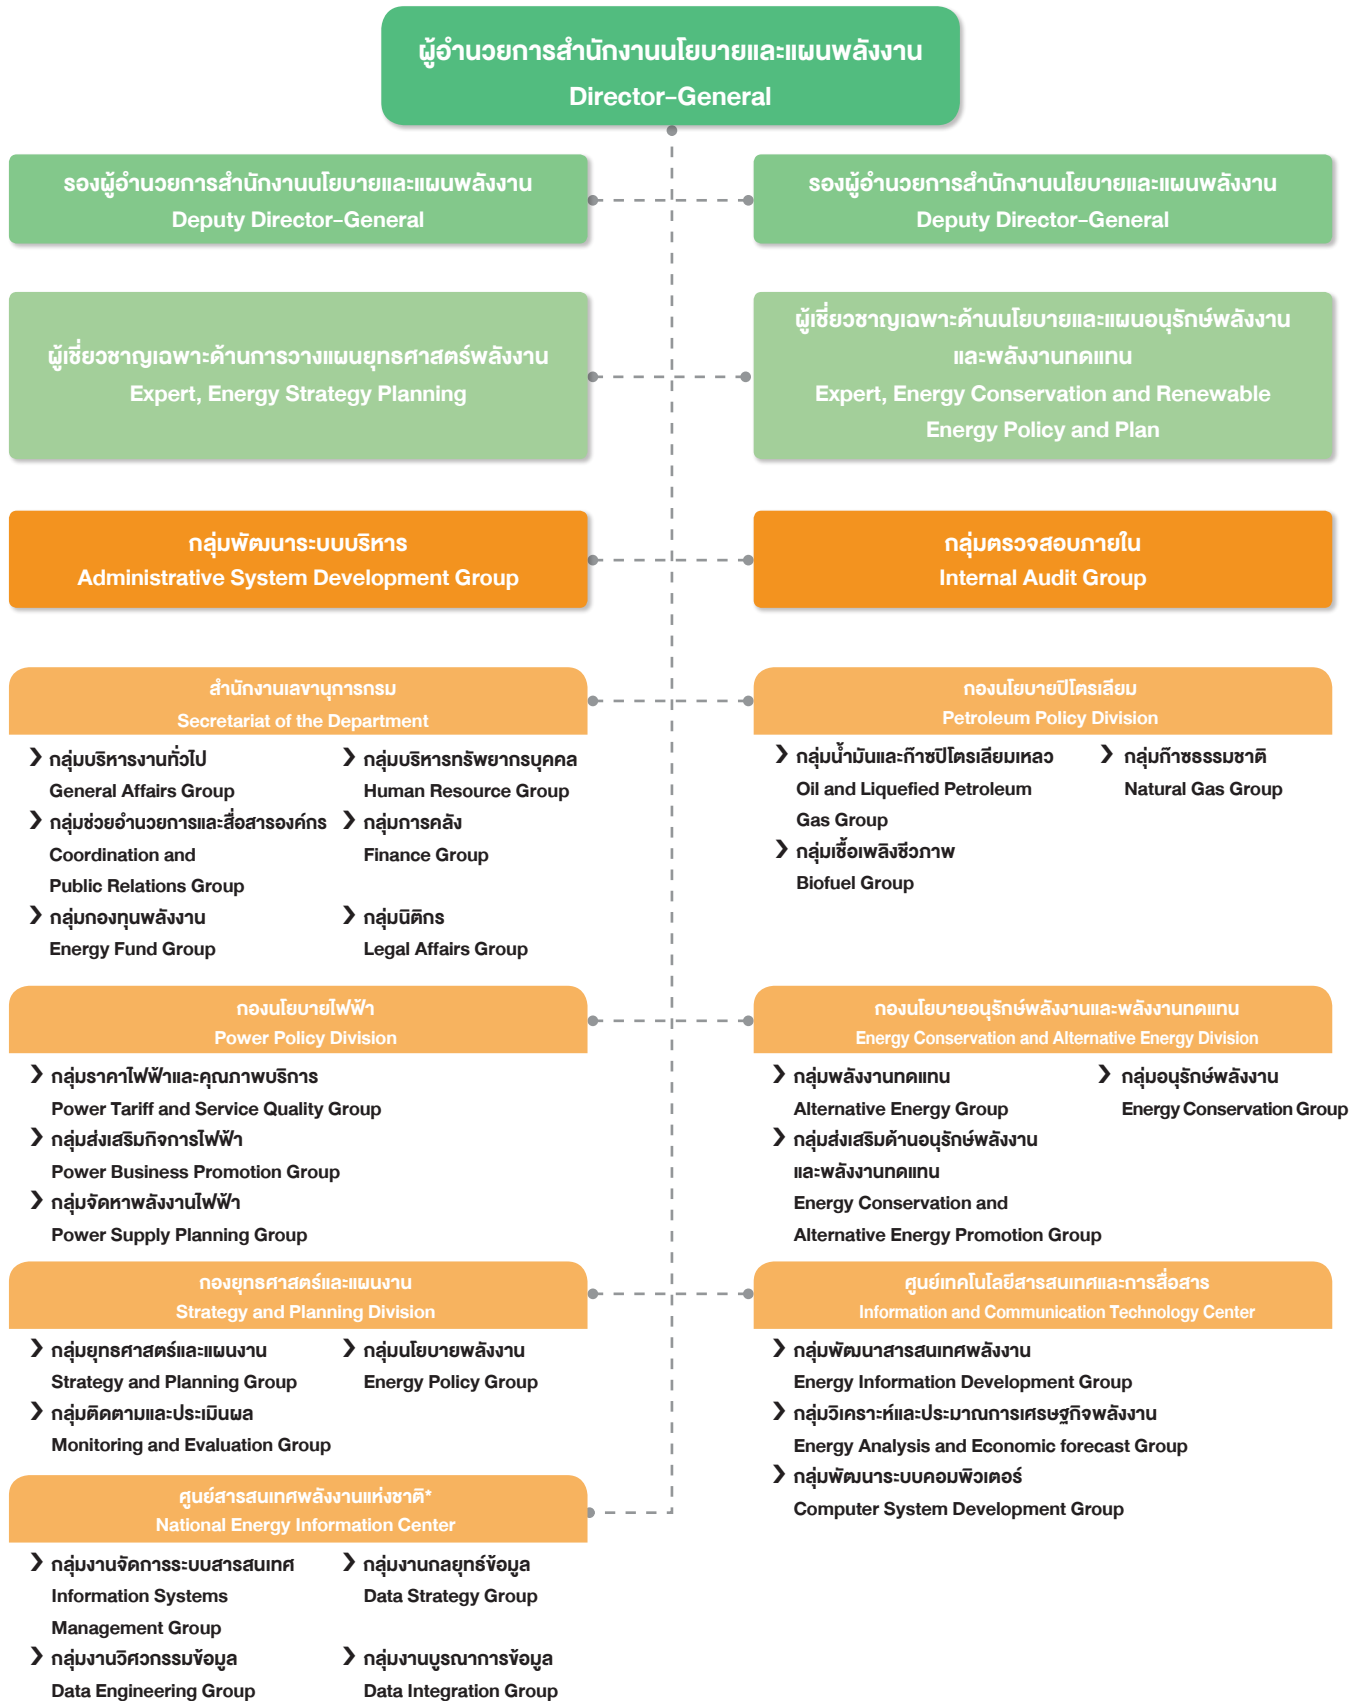 ผู้อำนวยการสำนักงานนโยบายและแผนพลังงาน
Director-General
รองผู้อำนวยการสำนักงานนโยบายและแผนพลังงาน
Deputy Director-General
รองผู้อำนวยการสำนักงานนโยบายและแผนพลังงาน
Deputy Director-General
ผู้เชี่ยวชาญเฉพาะด้านการวางแผนยุทธศาสตร์พลังงาน
Expert, Energy Strategy Planning
ผู้เชี่ยวชาญเฉพาะด้านนโยบายและแผนอนุรักษ์พลังงาน
และพลังงานทดแทน
Expert, Energy Conservation and Renewable
Energy Policy and Plan
กลุ่มพัฒนาระบบบริหาร
Administrative System Development Group
กลุ่มตรวจสอบภายใน
Internal Audit Group
สำนักงานเลขานุการกรม
Secretariat of the Department
❯ กลุ่มบริหารงานทั่วไป
General Affairs Group
❯ กลุ่มช่วยอำนวยการและสื่อสารองค์กร
Coordination and
Public Relations Group
❯ กลุ่มกองทุนพลังงาน
Energy Fund Group
❯ กลุ่มบริหารทรัพยากรบุคคล
Human Resource Group
❯ กลุ่มการคลัง
Finance Group
❯ กลุ่มนิติกร
Legal Affairs Group
กองนโยบายปิโตรเลียม
Petroleum Policy Division
❯ กลุ่มน้ำมันและก๊าซปิโตรเลียมเหลว
Oil and Liquefied Petroleum
Gas Group
❯ กลุ่มเชื้อเพลิงชีวภาพ
Biofuel Group
❯ กลุ่มก๊าซธรรมชาติ
Natural Gas Group
กองนโยบายไฟฟ้า
Power Policy Division
❯ กลุ่มราคาไฟฟ้าและคุณภาพบริการ
Power Tariff and Service Quality Group
❯ กลุ่มส่งเสริมกิจการไฟฟ้า
Power Business Promotion Group
❯ กลุ่มจัดหาพลังงานไฟฟ้า
Power Supply Planning Group
กองนโยบายอนุรักษ์พลังงานและพลังงานทดแทน
Energy Conservation and Alternative Energy Division
❯ กลุ่มพลังงานทดแทน
Alternative Energy Group
❯ กลุ่มส่งเสริมด้านอนุรักษ์พลังงาน
และพลังงานทดแทน
Energy Conservation and
Alternative Energy Promotion Group
❯ กลุ่มอนุรักษ์พลังงาน
Energy Conservation Group
กองยุทธศาสตร์และแผนงาน
Strategy and Planning Division
❯ กลุ่มยุทธศาสตร์และแผนงาน
Strategy and Planning Group
❯ กลุ่มติดตามและประเมินผล
Monitoring and Evaluation Group
❯ กลุ่มนโยบายพลังงาน
Energy Policy Group
ศูนย์เทคโนโลยีสารสนเทศและการสื่อสาร
Information and Communication Technology Center
❯ กลุ่มพัฒนาสารสนเทศพลังงาน
Energy Information Development Group
❯ กลุ่มวิเคราะห์และประมาณการเศรษฐกิจพลังงาน
Energy Analysis and Economic forecast Group
❯ กลุ่มพัฒนาระบบคอมพิวเตอร์
Computer System Development Group
ศูนย์สารสนเทศพลังงานแห่งชาติ*
National Energy Information Center
❯ กลุ่มงานจัดการระบบสารสนเทศ
Information Systems
Management Group
❯ กลุ่มงานวิศวกรรมข้อมูล
Data Engineering Group
❯ กลุ่มงานกลยุทธ์ข้อมูล
Data Strategy Group
❯ กลุ่มงานบูรณาการข้อมูล
Data Integration Group